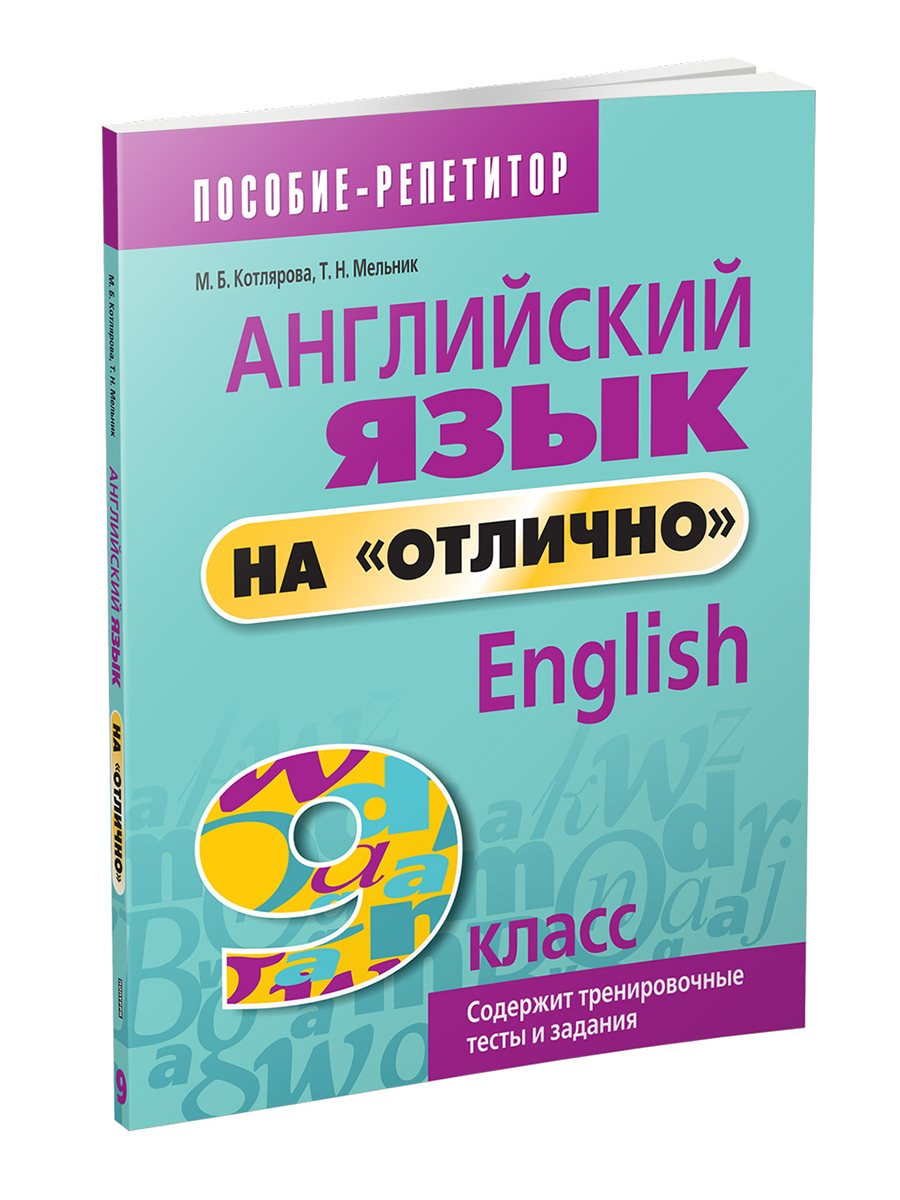 ПОСОБИЕ-РЕПЕТИТОР
М. Б. Котлярова, Т. Н. Мельник
АНГЛИЙСКИЙ
ЯЗЫК
НА «ОТЛИЧНО»
English
9
класс
Содержит тренировочные
тесты и задания
М. Б. Котлярова, Т. Н. Мельник
АНГЛИЙСКИЙ ЯЗЫК
НА «ОТЛИЧНО»
9